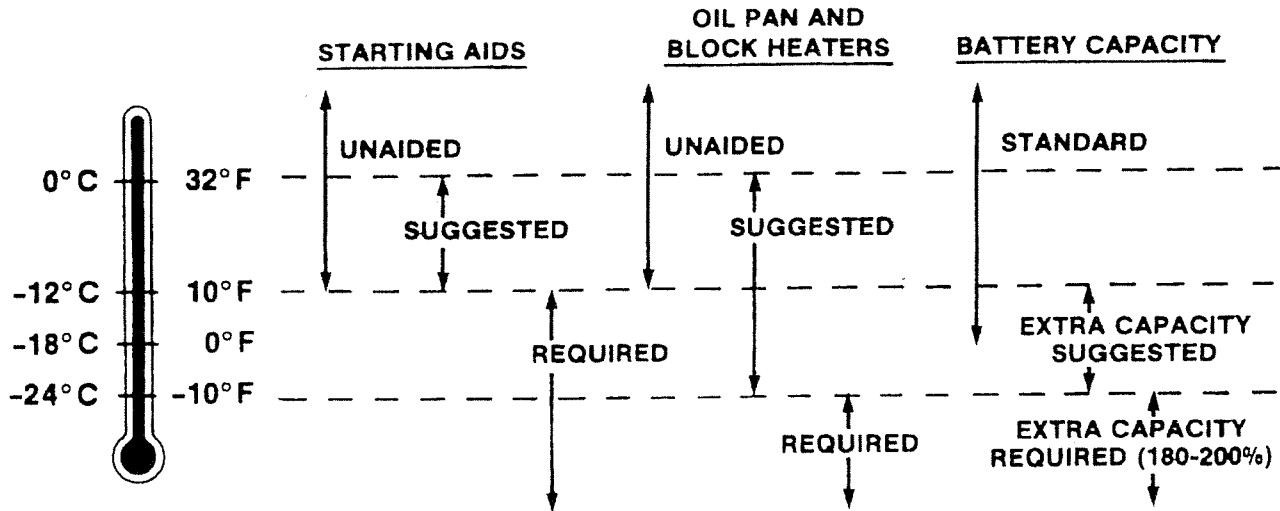 STARTING AIDS
OIL PAN AND
BLOCK HEATERS
BATTERY CAPACITY
UNAIDED
UNAIDED
STANDARD
0°C
32°F
SUGGESTED
SUGGESTED
-12°C
10°F
-18°C
0°F
REQUIRED
EXTRA CAPACITY
SUGGESTED
-24°C
-10°F
REQUIRED
EXTRA CAPACITY
REQUIRED (180-200%)